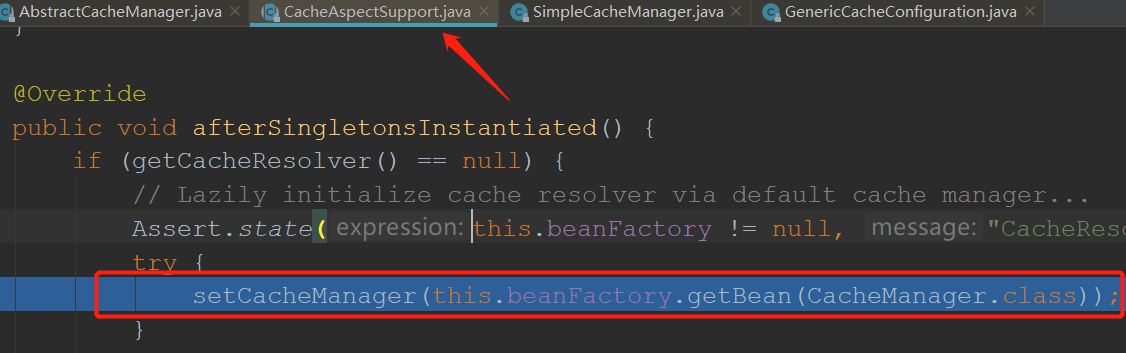 AbstractCacheManager.java × CacheAspectSupport.java × SimpleCacheManager.java × GenericCacheConfiguration.java ×
}
@Override
public void afterSingletonsInstantiated() {
if (getCacheResolver() == null) {
// Lazily initialize cache resolver via default cache manager...
Assert.state( expression: this.beanFactory != null, message: "CacheReso
try {
setCacheManager(this.beanFactory.getBean(CacheManager.class));
}